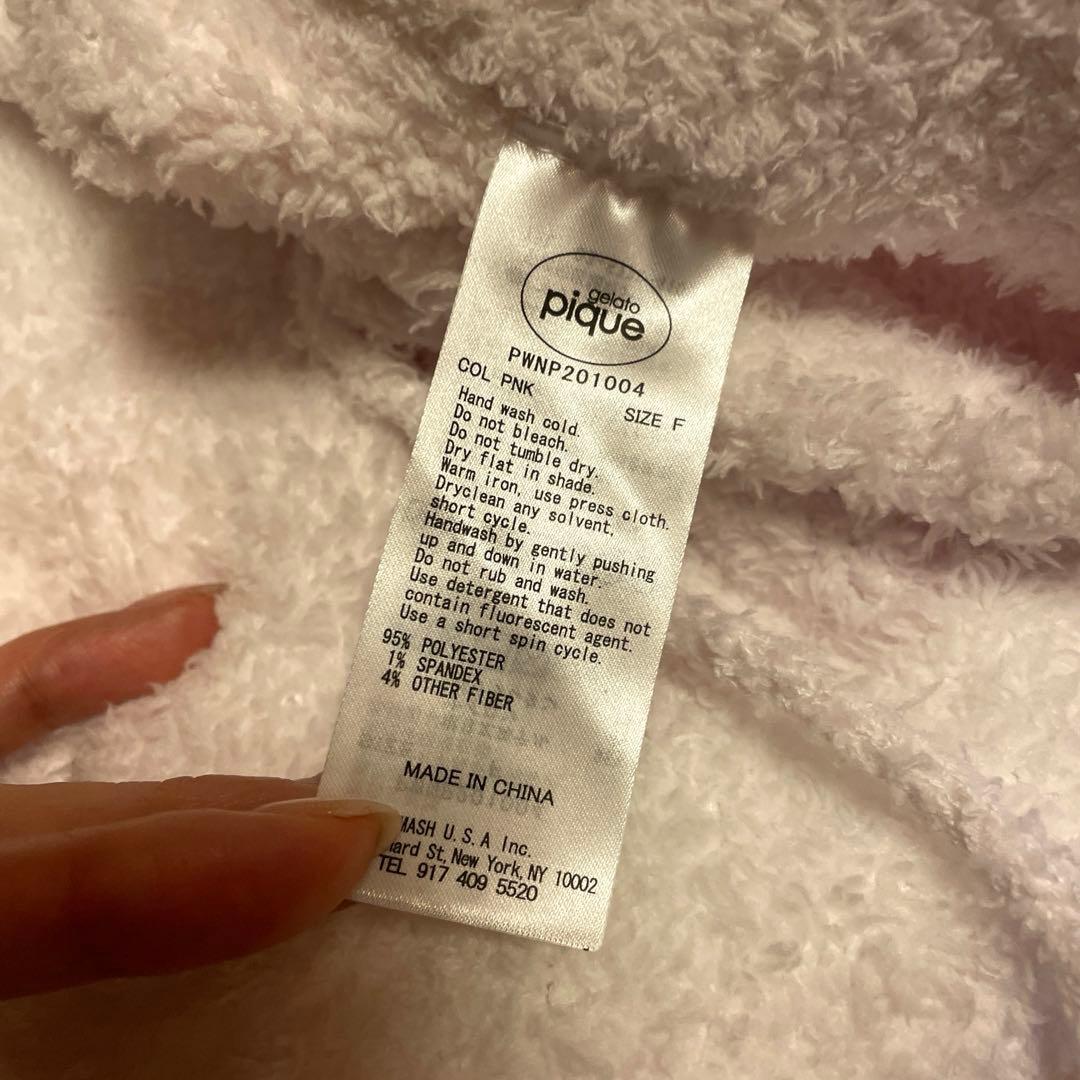 gelato
pique
PWNP201004
COL PNK SIZE F
Hand wash cold.
Do not bleach.
Do not tumble dry.
Dry flat in shade.
Warm iron, use press cloth.
Dryclean any solvent,
short cycle.
Handwash by gently pushing
up and down in water.
Do not rub and wash.
Use detergent that does not
contain fluorescent agent.
Use a short spin cycle.
95% POLYESTER
1% SPANDEX
4% OTHER FIBER
MADE IN CHINA
MASH U.S.A Inc.
St, New York, NY 10002
TEL 917 409 5520